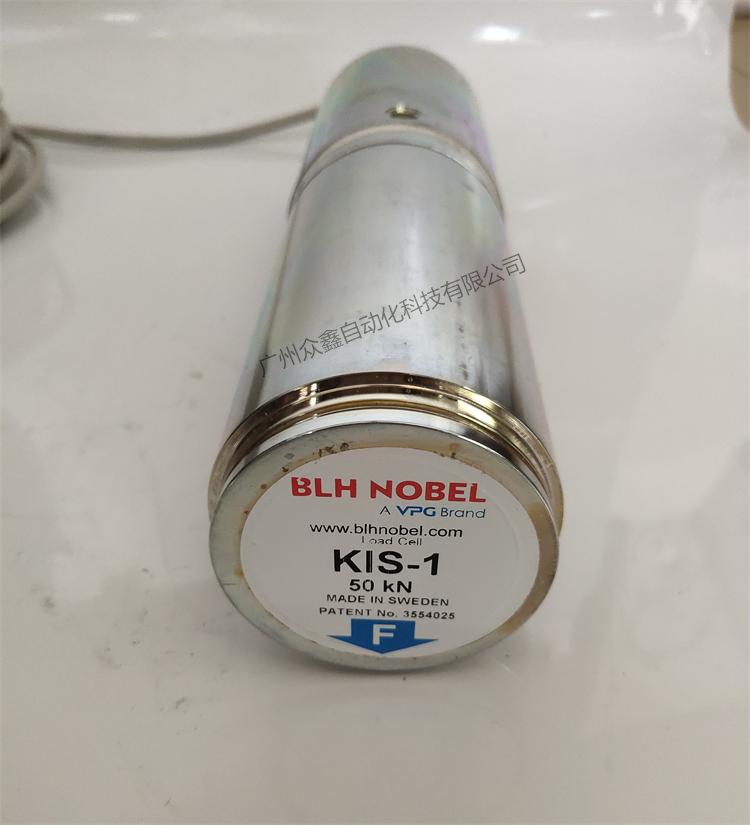 广州众鑫自动化科技有限公司
BLH NOBEL
A VPG Brand
www.blhnobel.com
Load Cell
KIS-1
50 kN
MADE IN SWEDEN
PATENT No. 3554025
F